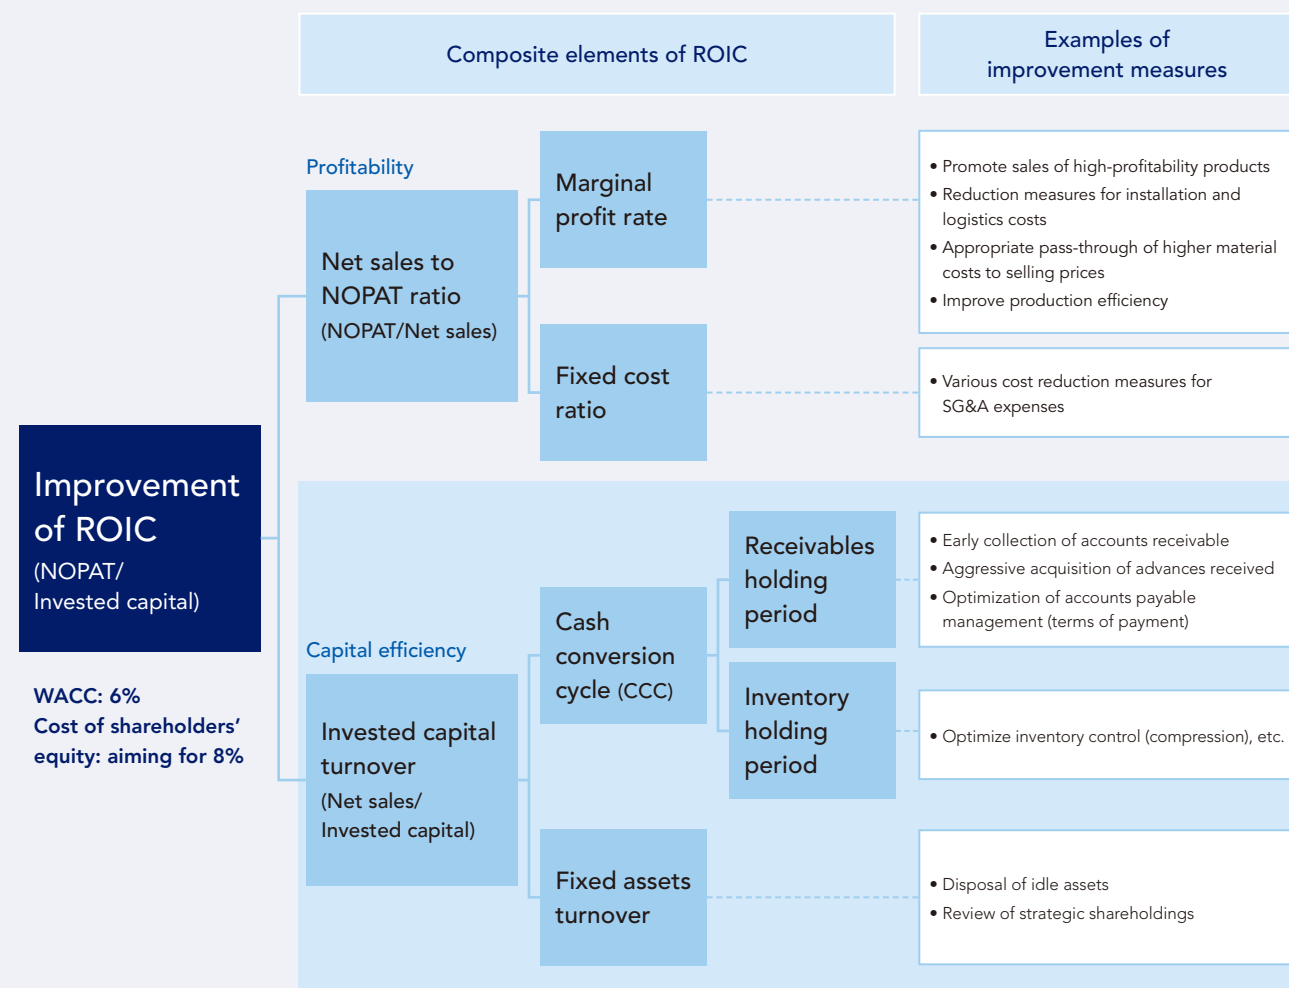 Composite elements of ROIC
Examples of
improvement measures
Improvement
of ROIC
(NOPAT/
Invested capital)
WACC: 6%
Cost of shareholders’
equity: aiming for 8%
Profitability
Net sales to
NOPAT ratio
(NOPAT/Net sales)
Marginal
profit rate
• Promote sales of high-profitability products
• Reduction measures for installation and
logistics costs
• Appropriate pass-through of higher material
costs to selling prices
• Improve production efficiency
Fixed cost
ratio
• Various cost reduction measures for
SG&A expenses
Capital efficiency
Invested capital
turnover
(Net sales/
Invested capital)
Cash
conversion
cycle (CCC)
Receivables
holding
period
• Early collection of accounts receivable
• Aggressive acquisition of advances received
• Optimization of accounts payable
management (terms of payment)
Inventory
holding
period
• Optimize inventory control (compression), etc.
Fixed assets
turnover
• Disposal of idle assets
• Review of strategic shareholdings